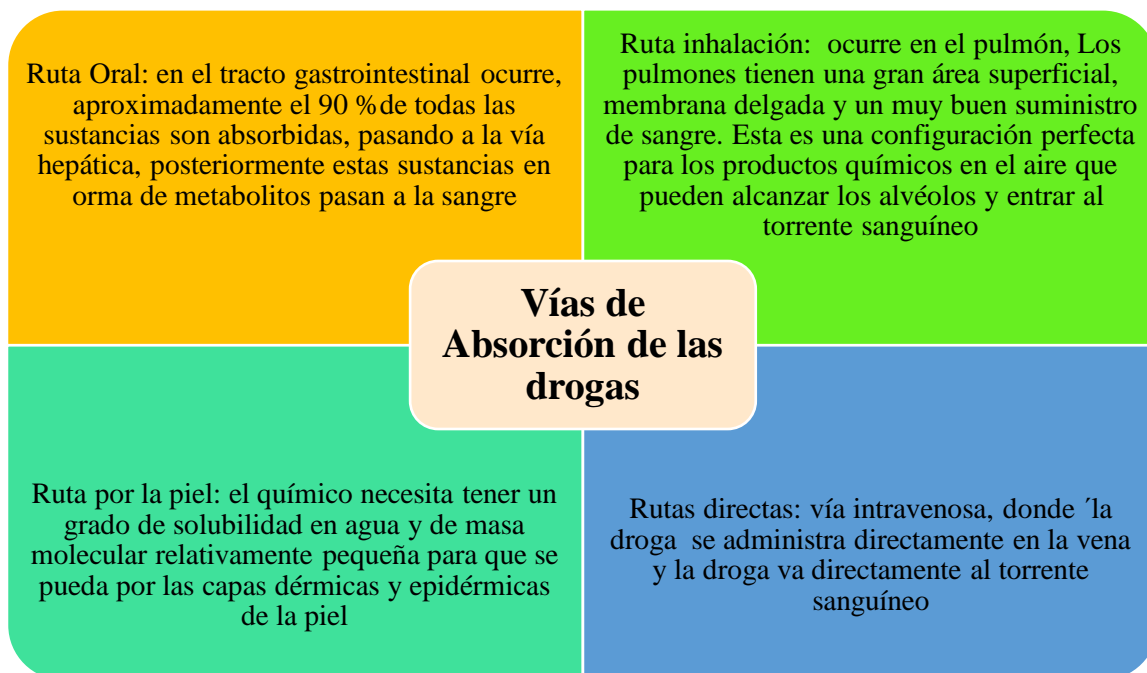 Ruta Oral: en el tracto gastrointestinal ocurre,
aproximadamente el 90 %de todas las
sustancias son absorbidas, pasando a la vía
hepática, posteriormente estas sustancias en
orma de metabolitos pasan a la sangre
Ruta inhalación:  ocurre en el pulmón, Los
pulmones tienen una gran área superficial,
membrana delgada y un muy buen suministro
de sangre. Esta es una configuración perfecta
para los productos químicos en el aire que
pueden alcanzar los alvéolos y entrar al
torrente sanguíneo
Vías de
Absorción de las
drogas
Ruta por la piel: el químico necesita tener un
grado de solubilidad en agua y de masa
molecular relativamente pequeña para que se
pueda por las capas dérmicas y epidérmicas
de la piel
Rutas directas: vía intravenosa, donde ´la
droga  se administra directamente en la vena
y la droga va directamente al torrente
sanguíneo